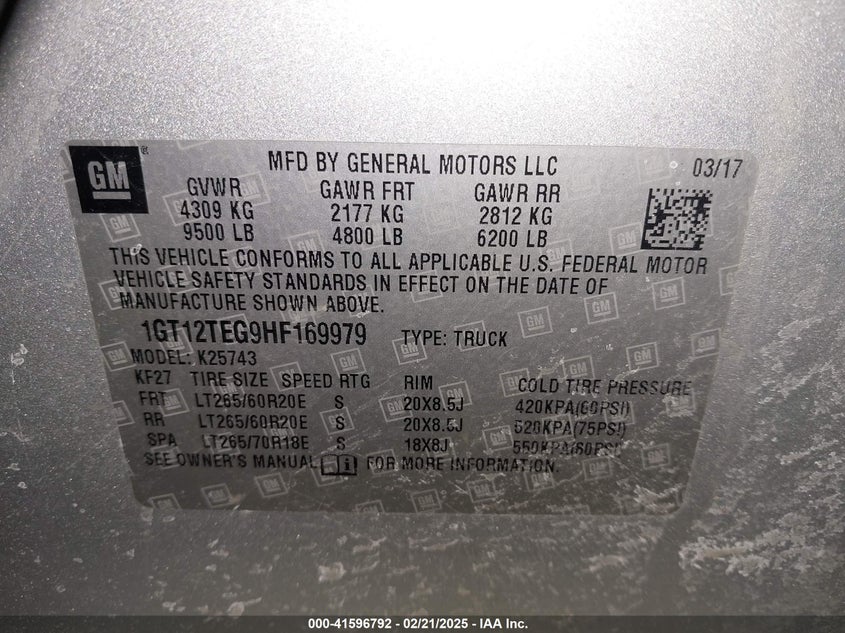 GM ® MFD BY GENERAL MOTORS LLC 03/17
GVWR GAWR FRT GAWR RR
4309 KG 2177 KG 2812 KG
9500 LB 4800 LB 6200 LB
THIS VEHICLE CONFORMS TO ALL APPLICABLE U.S. FEDERAL MOTOR
VEHICLE SAFETY STANDARDS IN EFFECT ON THE DATE OF
MANUFACTURE SHOWN ABOVE.
1GT12TEG9HF169979 TYPE: TRUCK
MODEL: K25743
KF27 TIRE SIZE SPEED RTG RIM COLD TIRE PRESSURE
FRT LT265/60R20E S 20X8.5J 420KPA(60PSI)
RR LT265/60R20E S 20X8.5J 520KPA(75PSI)
SPA LT265/70R18E S 18X8J
SEE OWNER'S MANUAL FOR MORE INFORMATION.
000-41596792 - 02/21/2025 - IAA Inc.